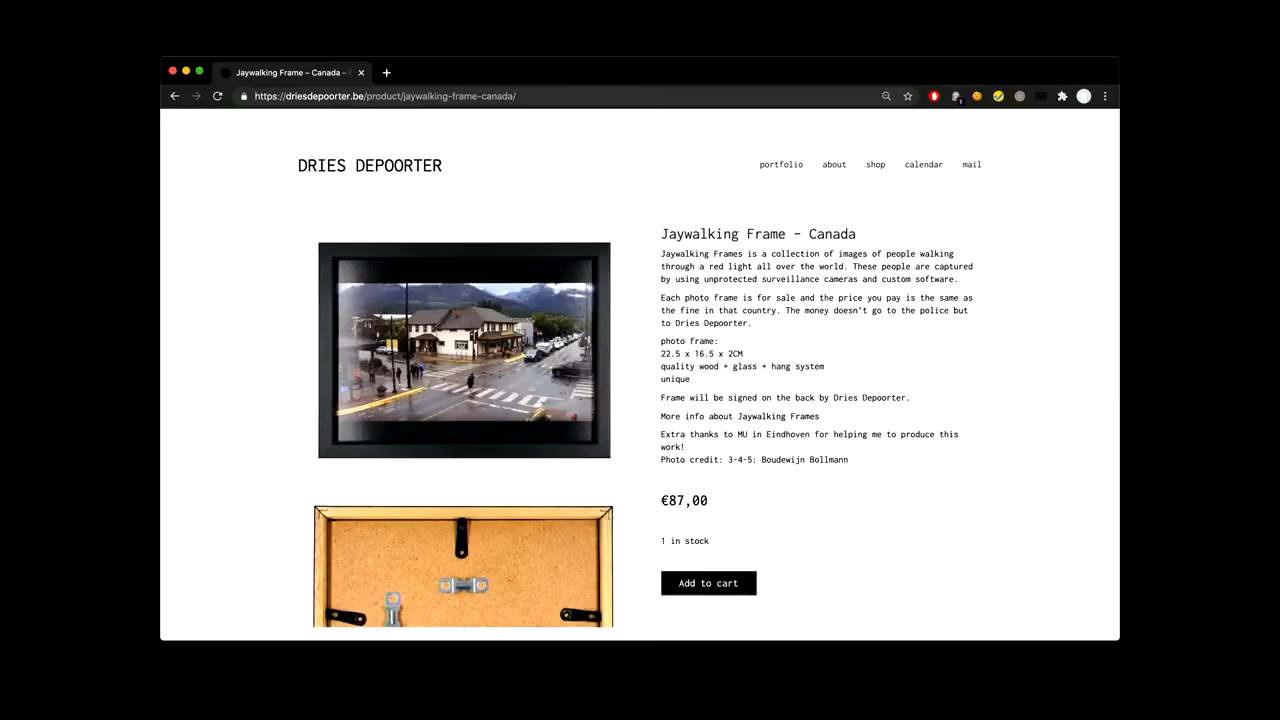 Jaywalking Frame – Canada –
https://driesdepoorter.be/product/jaywalking-frame-canada/
DRIES DEPOORTER
portfolio about shop calendar mail
Jaywalking Frame – Canada
Jaywalking Frames is a collection of images of people walking
through a red light all over the world. These people are captured
by using unprotected surveillance cameras and custom software.
Each photo frame is for sale and the price you pay is the same as
the fine in that country. The money doesn't go to the police but
to Dries Depoorter.
photo frame:
22.5 x 16.5 x 2CM
quality wood + glass + hang system
unique
Frame will be signed on the back by Dries Depoorter.
More info about Jaywalking Frames
Extra thanks to MU in Eindhoven for helping me to produce this
work!
Photo credit: 3-4-5: Boudewijn Bollmann
€87,00
1 in stock
Add to cart